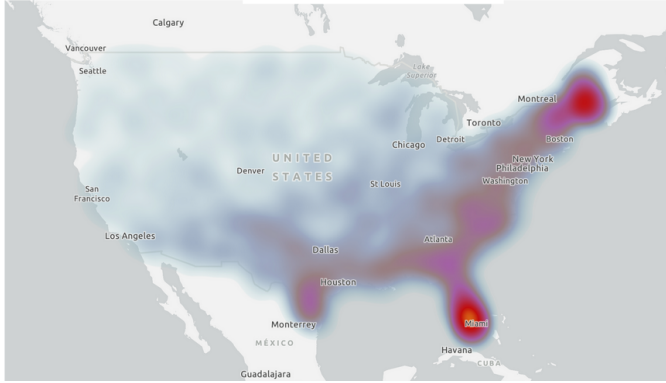 Calgary
Vancouver
Seattle
Lake
Superior
Montreal
Toronto
Boston
Detroit
Chicago
New York
Philadelphia
UNITED
STATES
Denver
Washington
St Louis
San
Francisco
Los Angeles
Atlanta
Dallas
Houston
Monterrey
Miami
MÉXICO
Havana
CUBA
Guadalajara